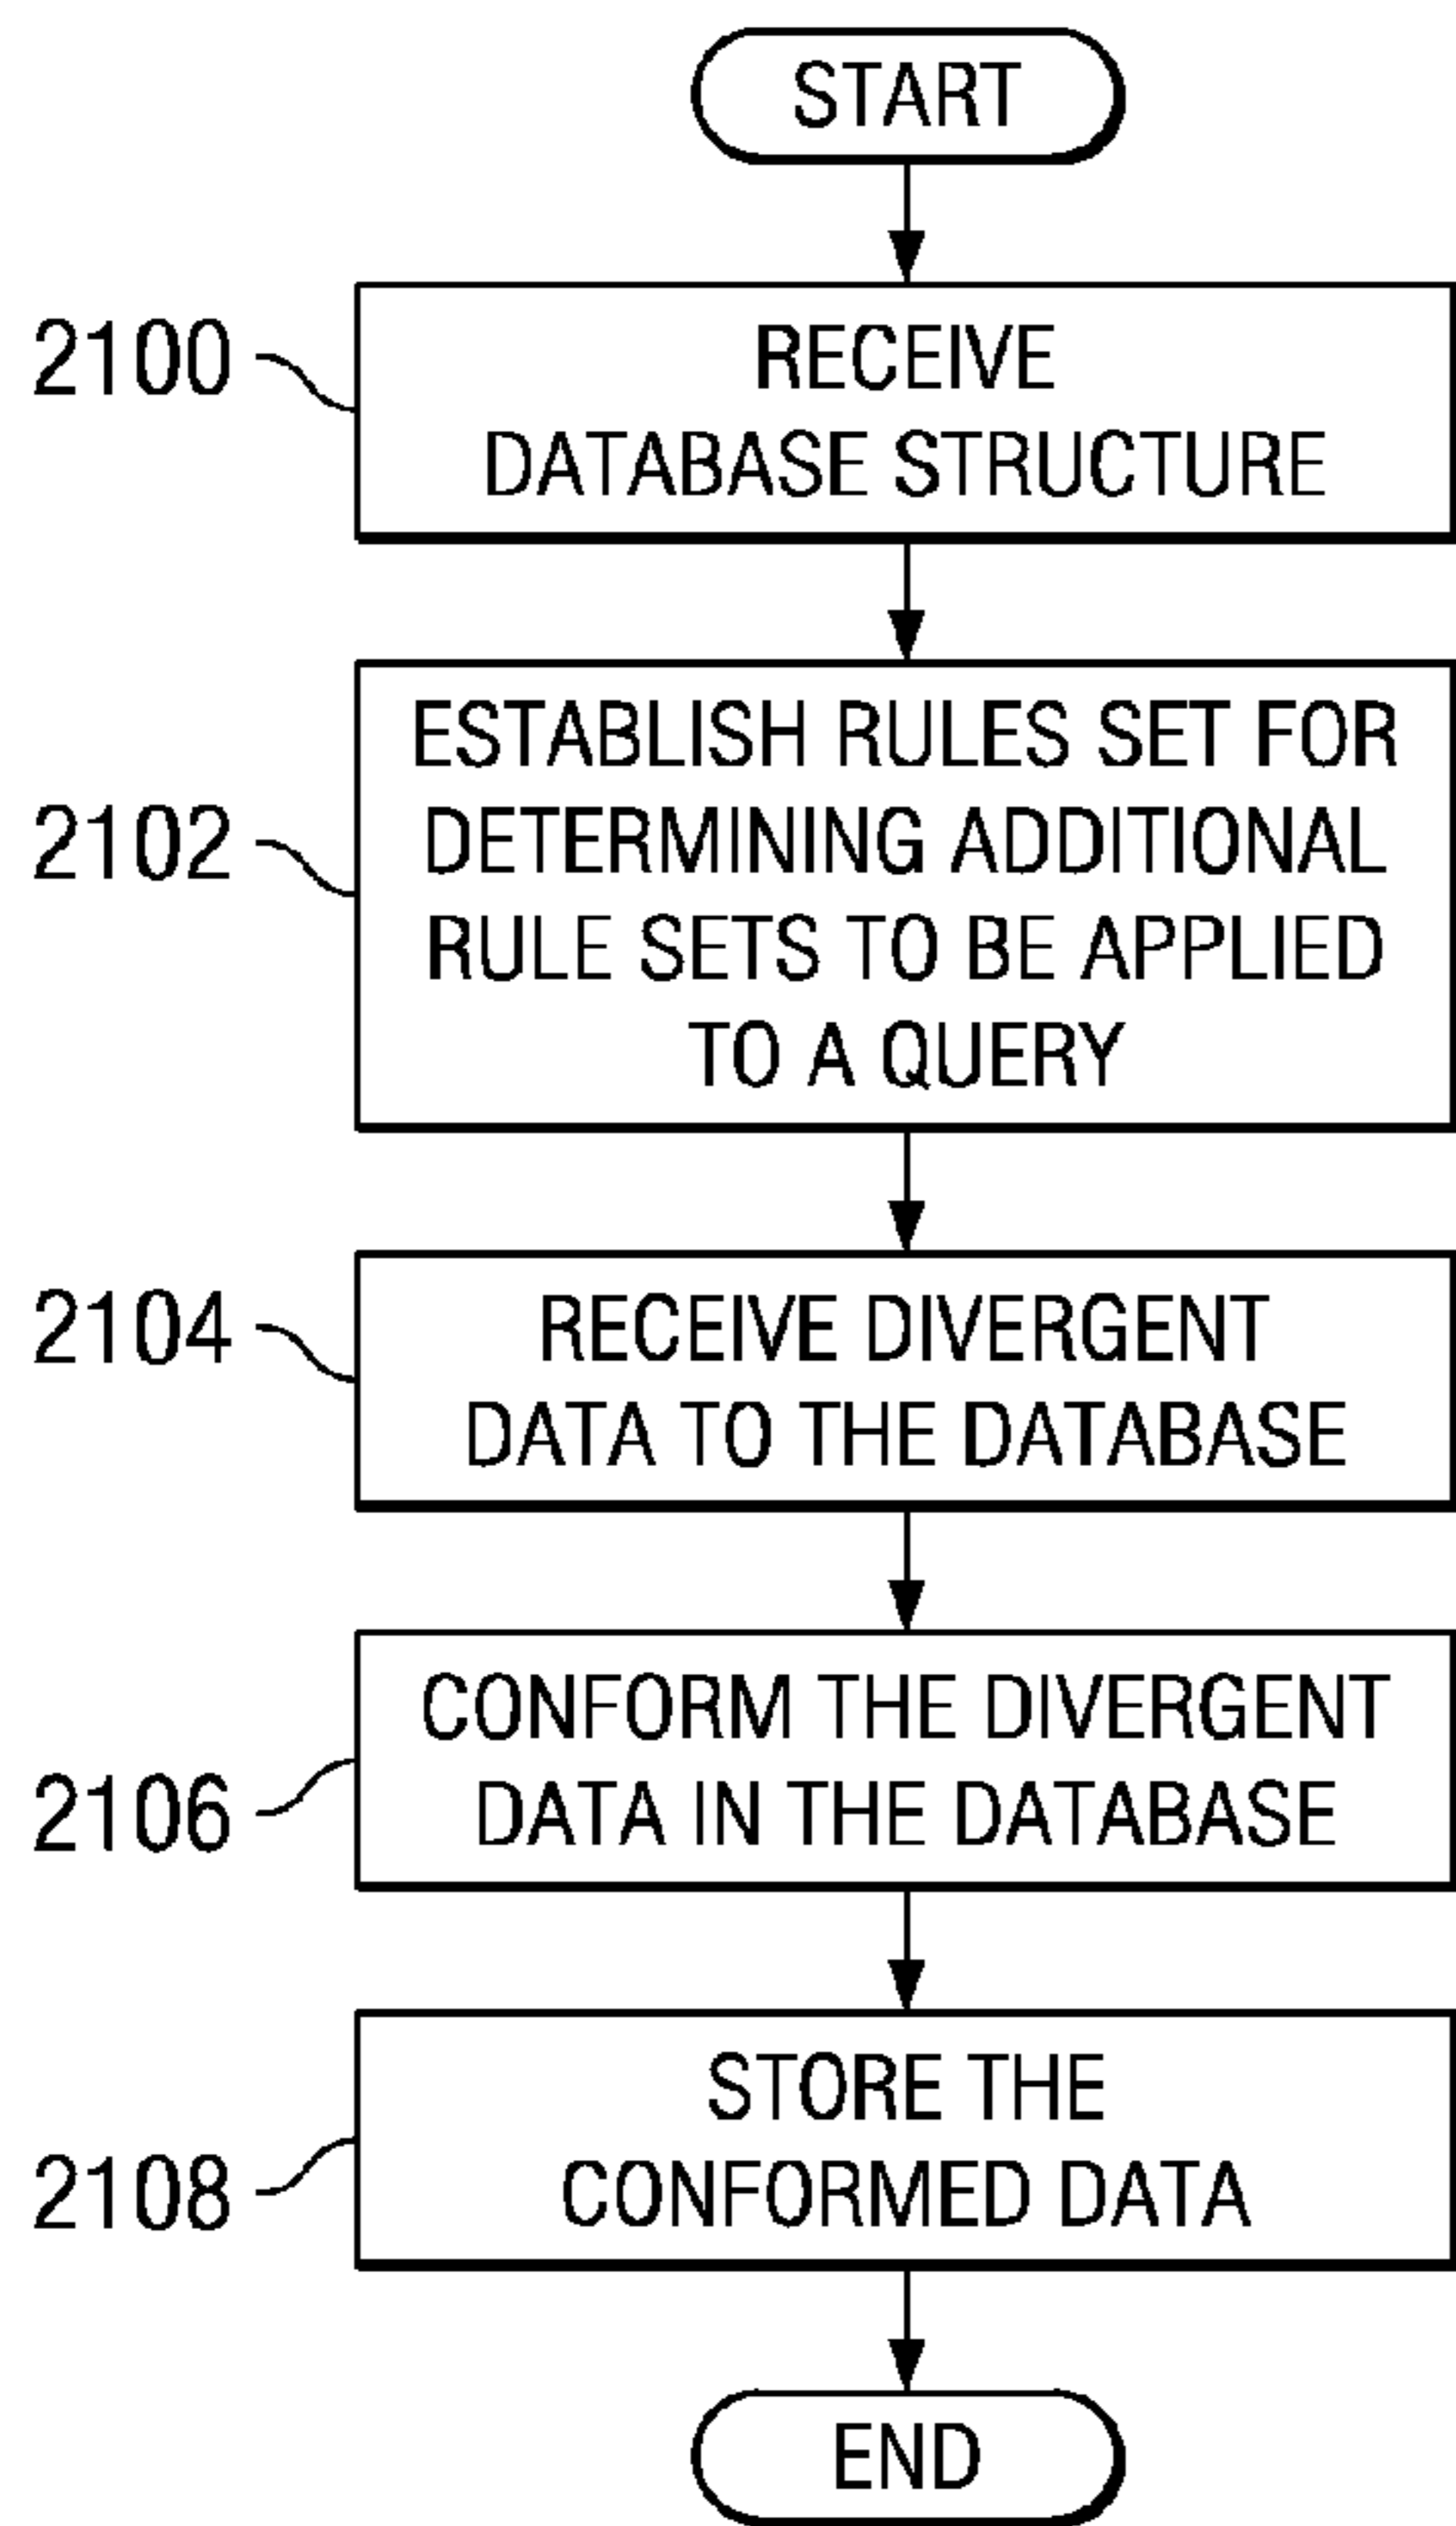 START
2100
RECEIVE
DATABASE STRUCTURE
2102
ESTABLISH RULES SET FOR
DETERMINING ADDITIONAL
RULE SETS TO BE APPLIED
TO A QUERY
2104
RECEIVE DIVERGENT
DATA TO THE DATABASE
2106
CONFORM THE DIVERGENT
DATA IN THE DATABASE
2108
STORE THE
CONFORMED DATA
END